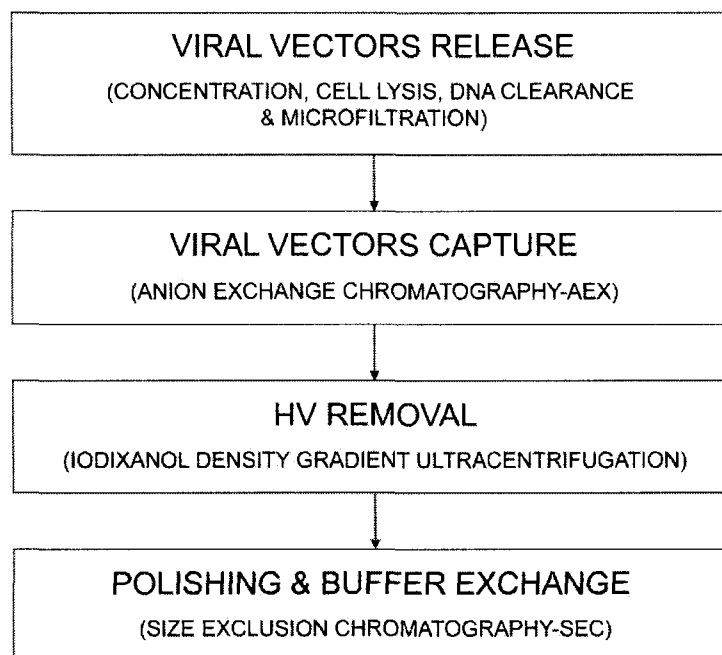 VIRAL VECTORS RELEASE
(CONCENTRATION, CELL LYSIS, DNA CLEARANCE
& MICROFILTRATION)
VIRAL VECTORS CAPTURE
(ANION EXCHANGE CHROMATOGRAPHY-AEX)
HV REMOVAL
(IODIXANOL DENSITY GRADIENT ULTRACENTRIFUGATION)
POLISHING & BUFFER EXCHANGE
(SIZE EXCLUSION CHROMATOGRAPHY-SEC)